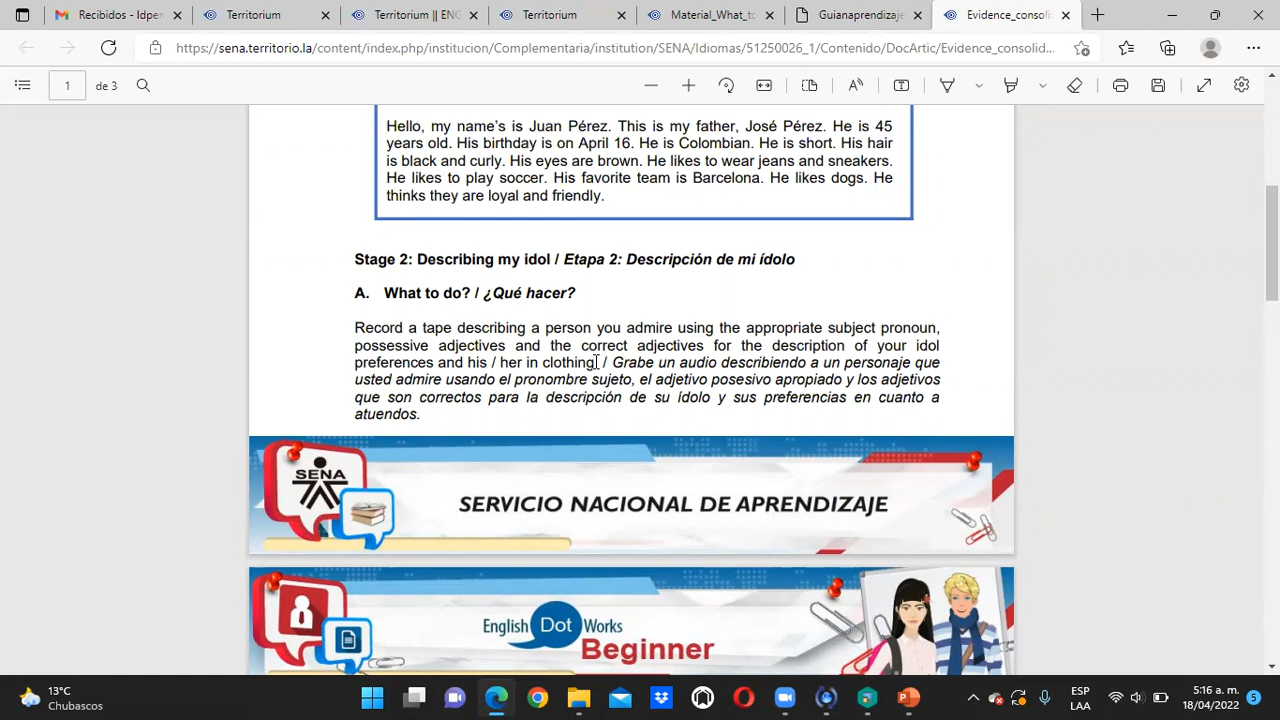 Recibidos - Idpere
Territorium
Territorium || ENG
Territorium
Material_What_to
Guianaprendizaje
Evidence_consolid
https://sena.territorio.la/content/index.php/institucion/Complementaria/institution/SENA/Idiomas/51250026_1/Contenido/DocArtic/Evidence_consolid...
1 de 3
Hello, my name's is Juan Pérez. This is my father, José Pérez. He is 45
years old. His birthday is on April 16. He is Colombian. He is short. His hair
is black and curly. His eyes are brown. He likes to wear jeans and sneakers.
He likes to play soccer. His favorite team is Barcelona. He likes dogs. He
thinks they are loyal and friendly.
Stage 2: Describing my idol / Etapa 2: Descripción de mi ídolo
A. What to do? / ¿Qué hacer?
Record a tape describing a person you admire using the appropriate subject pronoun,
possessive adjectives and the correct adjectives for the description of your idol
preferences and his / her in clothing / Grabe un audio describiendo a un personaje que
usted admire usando el pronombre sujeto, el adjetivo posesivo apropiado y los adjetivos
que son correctos para la descripción de su ídolo y sus preferencias en cuanto a
atuendos.
SENA
SERVICIO NACIONAL DE APRENDIZAJE
English Dot Works
Beginner
13°C
Chubascos
ESP
LAA
5:16 a. m.
18/04/2022
5